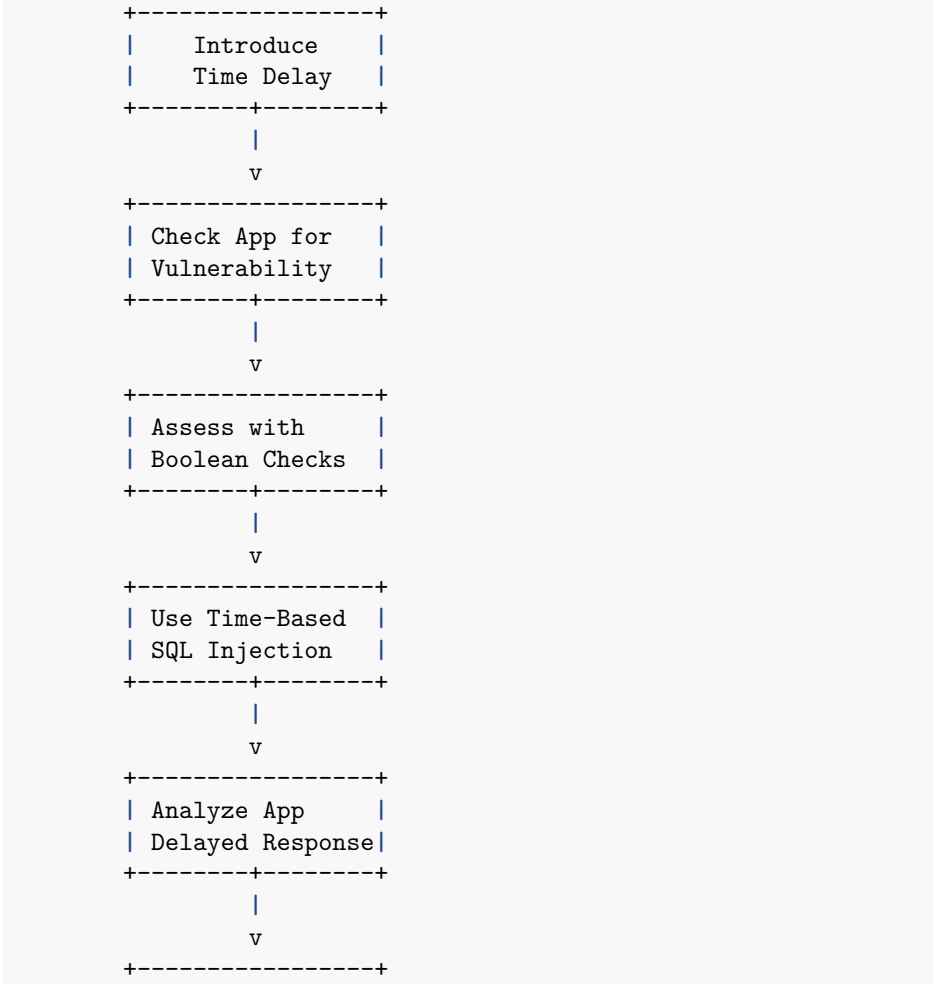 +-----------------+
|    Introduce    |
|    Time Delay   |
+--------+--------+
         |
         v
+-----------------+
| Check App for   |
| Vulnerability   |
+--------+--------+
         |
         v
+-----------------+
| Assess with     |
| Boolean Checks  |
+--------+--------+
         |
         v
+-----------------+
| Use Time-Based  |
| SQL Injection   |
+--------+--------+
         |
         v
+-----------------+
| Analyze App     |
| Delayed Response|
+--------+--------+
         |
         v
+-----------------+